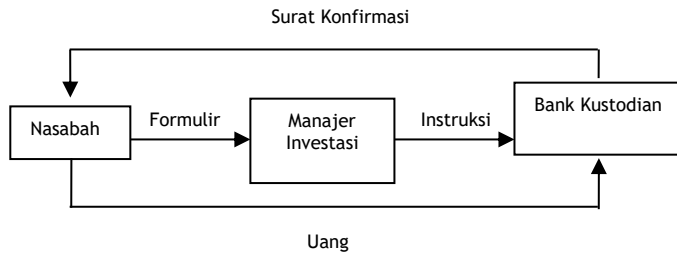 Surat Konfirmasi
Nasabah
Formulir
Manajer
Investasi
Instruksi
Bank Kustodian
Uang